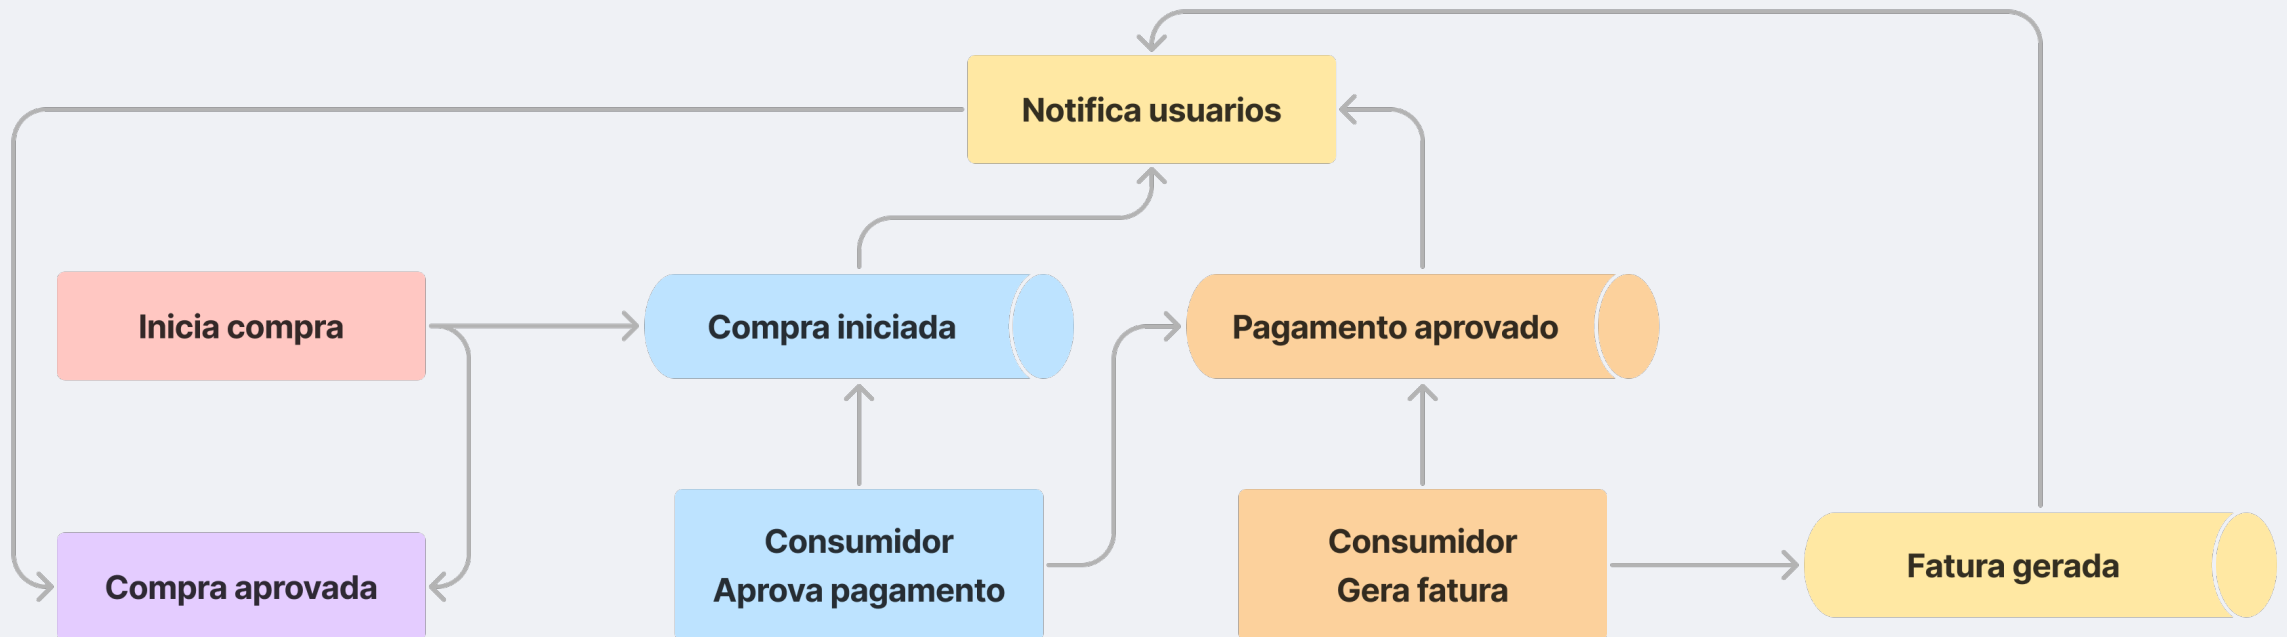 Notifica usuarios
Inicia compra
Compra iniciada
Pagamento aprovado
Compra aprovada
Consumidor
Aprova pagamento
Consumidor
Gera fatura
Fatura gerada